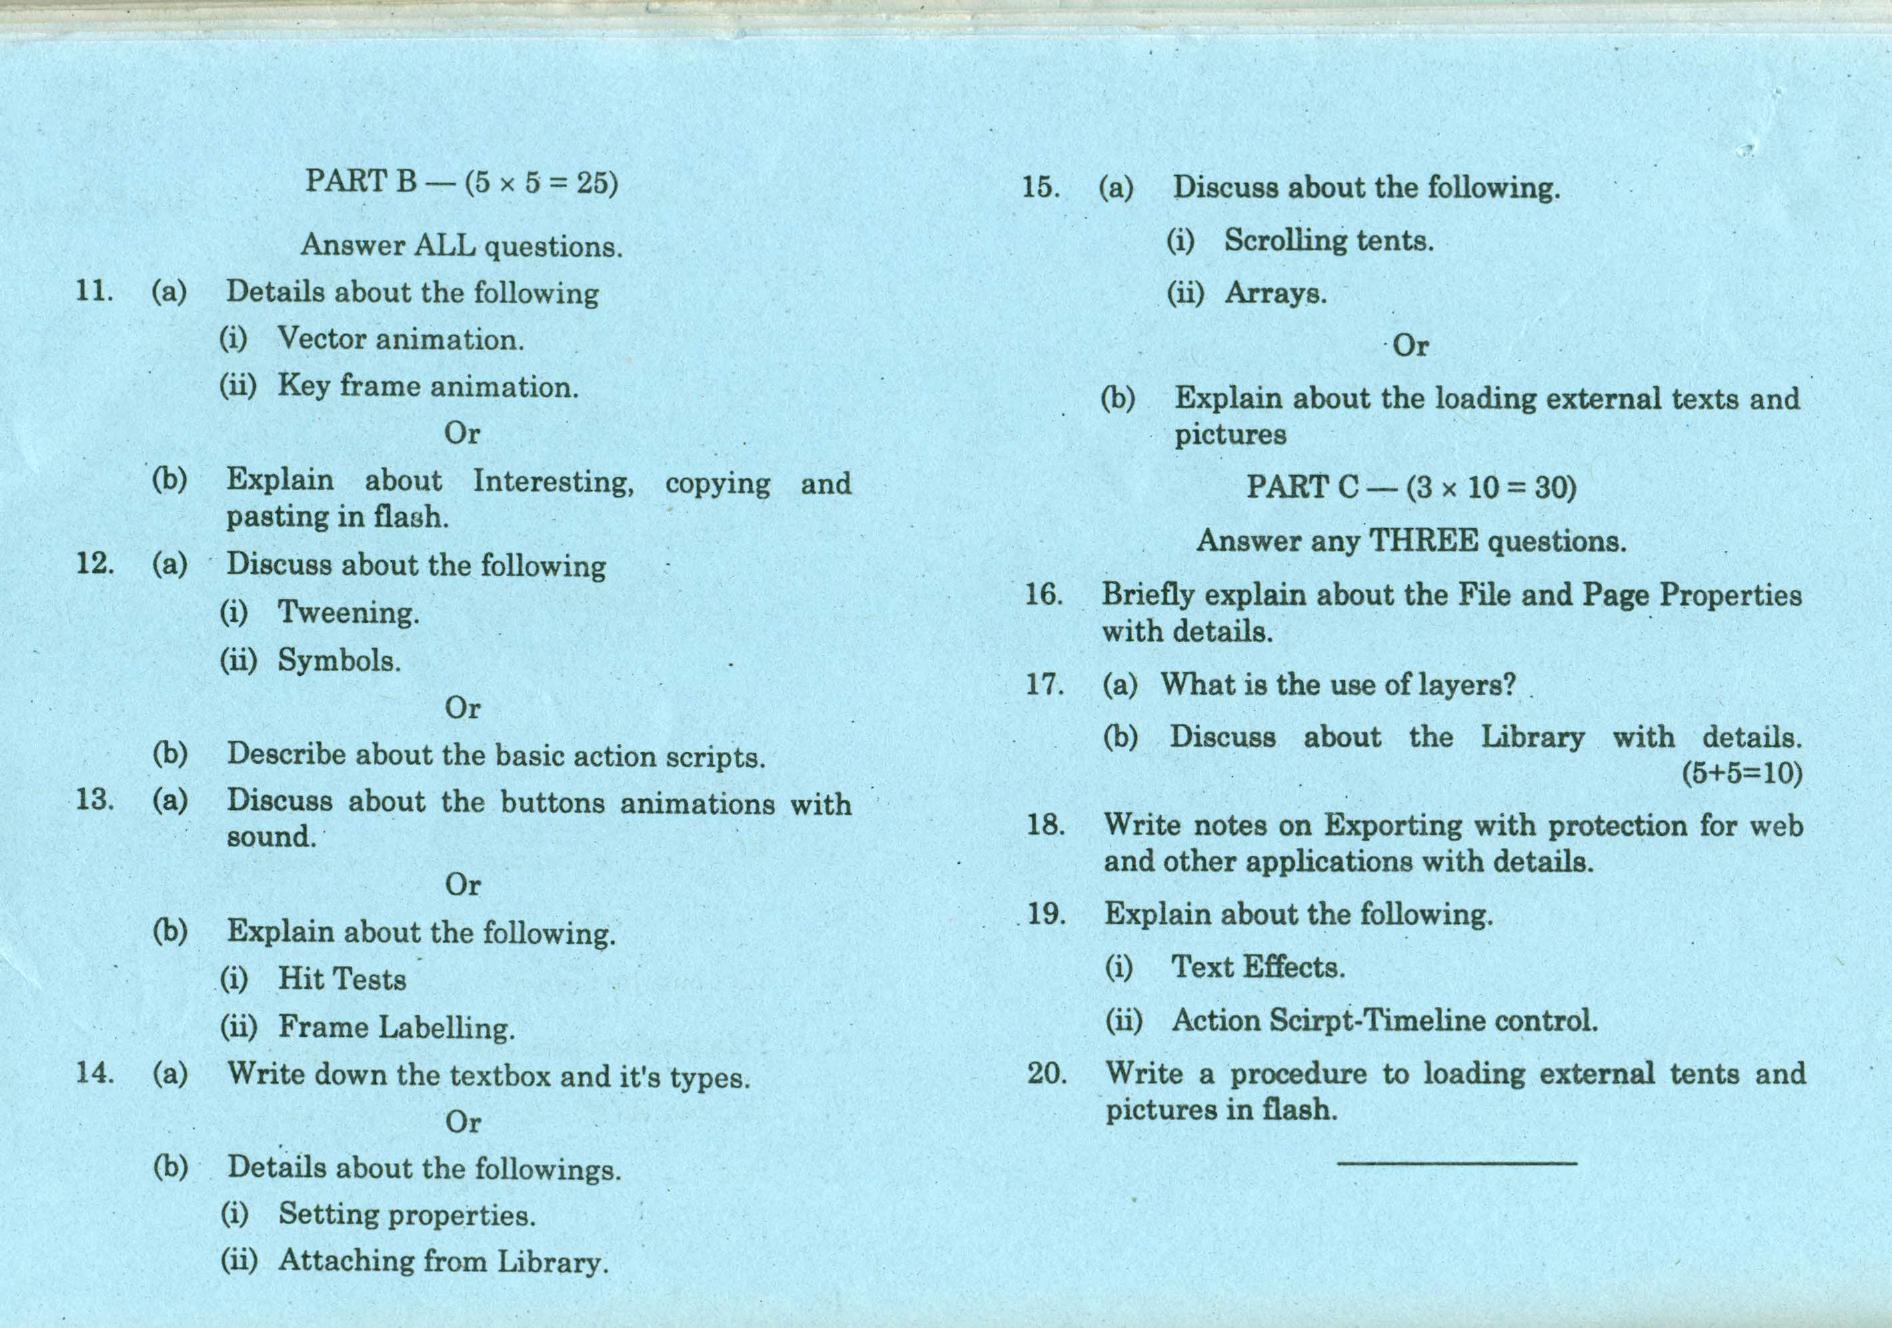 PART B — (5 × 5 = 25)
Answer ALL questions.
11. (a) Details about the following
(i) Vector animation.
(ii) Key frame animation.
Or
(b) Explain about Interesting, copying and
pasting in flash.
12. (a) Discuss about the following
(i) Tweening.
(ii) Symbols.
Or
(b) Describe about the basic action scripts.
13. (a) Discuss about the buttons animations with
sound.
Or
(b) Explain about the following.
(i) Hit Tests
(ii) Frame Labelling.
14. (a) Write down the textbox and it's types.
Or
(b) Details about the followings.
(i) Setting properties.
(ii) Attaching from Library.
15. (a) Discuss about the following.
(i) Scrolling tents.
(ii) Arrays.
Or
(b) Explain about the loading external texts and
pictures
PART C — (3 × 10 = 30)
Answer any THREE questions.
16. Briefly explain about the File and Page Properties
with details.
17. (a) What is the use of layers?
(b) Discuss about the Library with details.
(5+5=10)
18. Write notes on Exporting with protection for web
and other applications with details.
19. Explain about the following.
(i) Text Effects.
(ii) Action Scirpt-Timeline control.
20. Write a procedure to loading external tents and
pictures in flash.